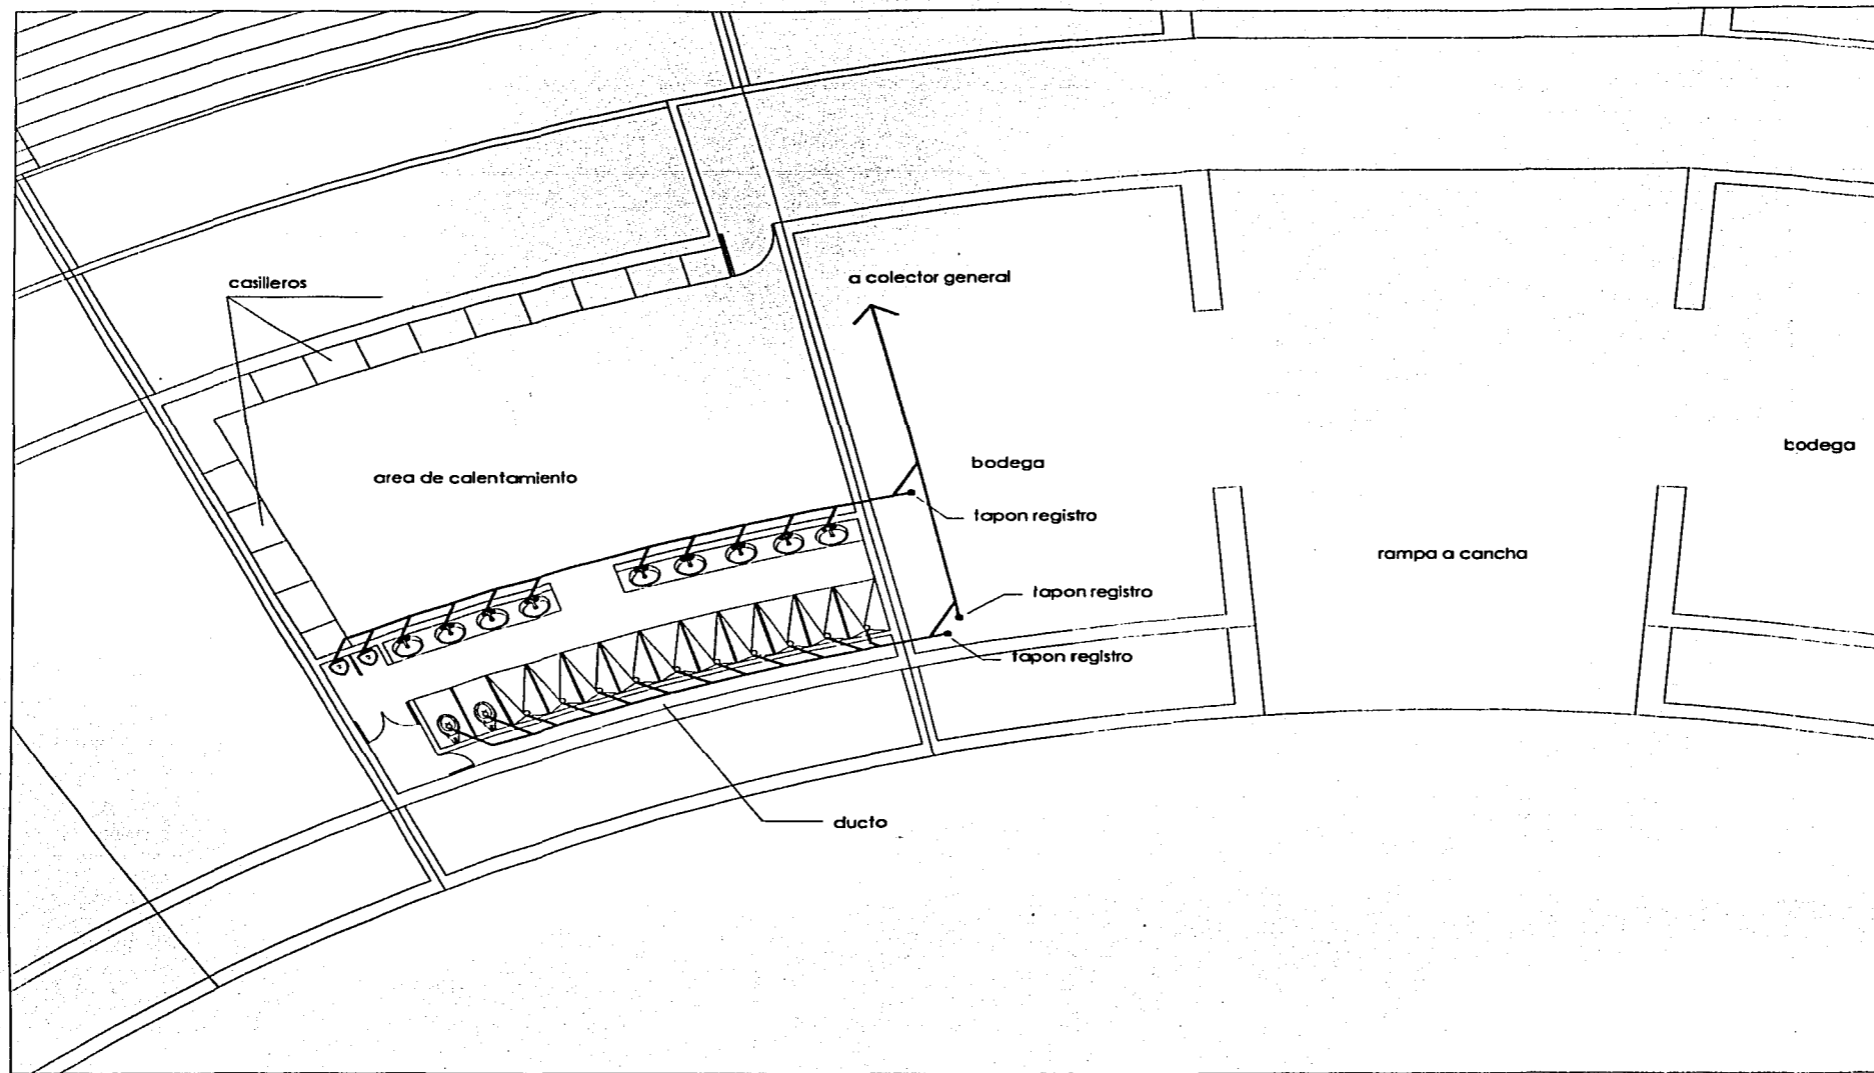 casilleros
a colector general
area de calentamiento
bodega
bodega
tapon registro
rampa a cancha
tapon registro
tapon registro
ducto